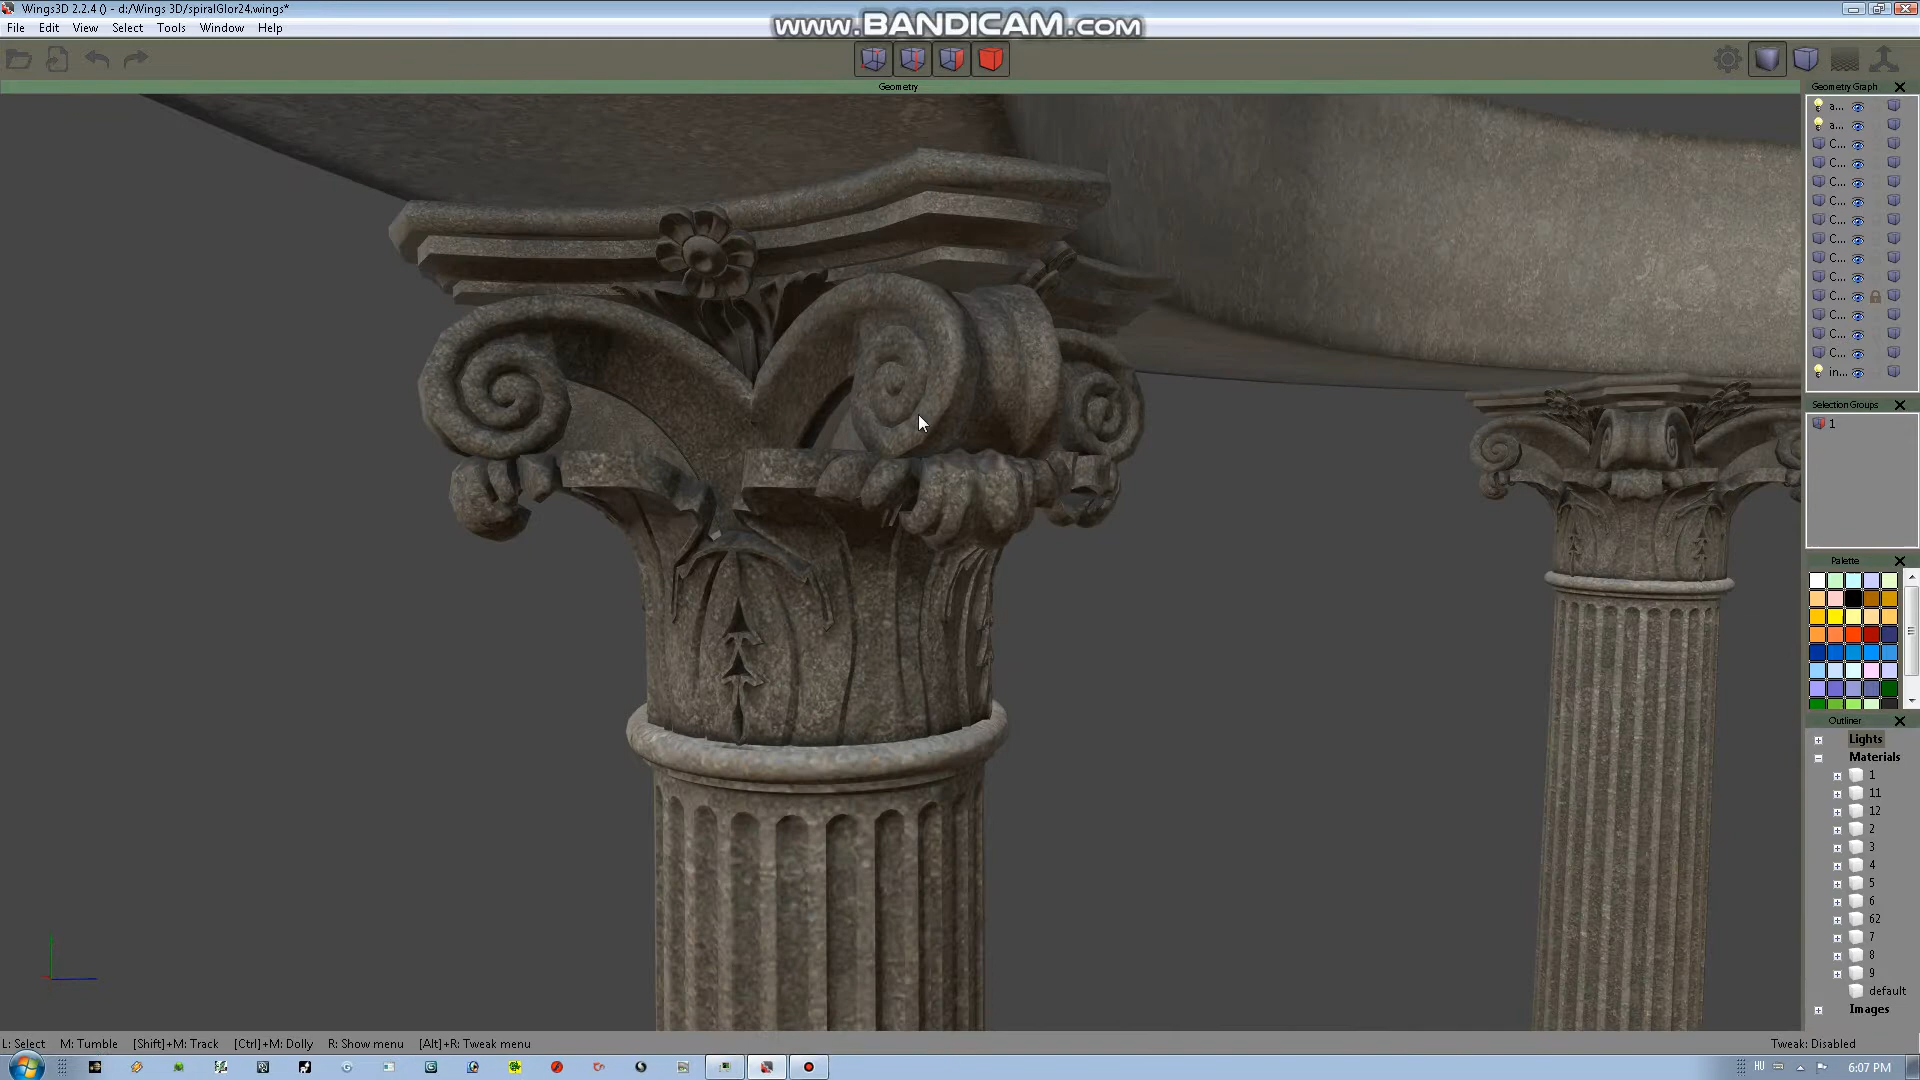 Wings3D 2.2.4 () - d:/Wings 3D/spiralGlor24.wings*
www.BANDICAM.com
File Edit View Select Tools Window Help
Geometry
Geometry Graph
a...
a...
C...
C...
C...
C...
C...
C...
C...
C...
C...
C...
C...
C...
in...
Selection Groups
1
Palette
Outliner
Lights
Materials
1
11
12
2
3
4
5
6
62
7
8
9
default
Images
L: Select M: Tumble [Shift]+M: Track [Ctrl]+M: Dolly R: Show menu [Alt]+R: Tweak menu
Tweak: Disabled
HU
6:07 PM